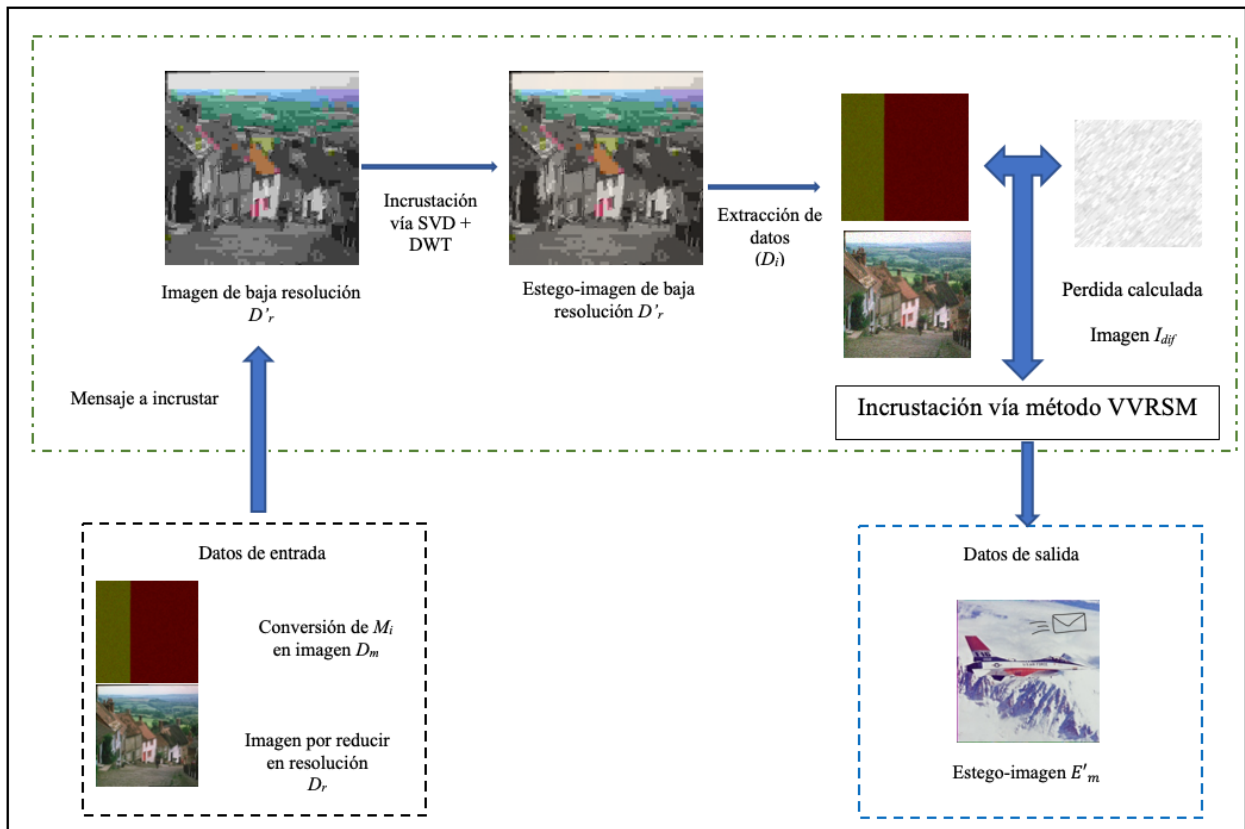 Imagen de baja resolución
D'r
Incrustación
vía SVD +
DWT
Estego-imagen de baja
resolución D'r
Extracción de
datos
(Di)
Perdida calculada
Imagen Idif
Incrustación vía método VVRSM
Mensaje a incrustar
Datos de entrada
Conversión de Mi
en imagen Dm
Imagen por reducir
en resolución
Dr
Datos de salida
Estego-imagen E'm